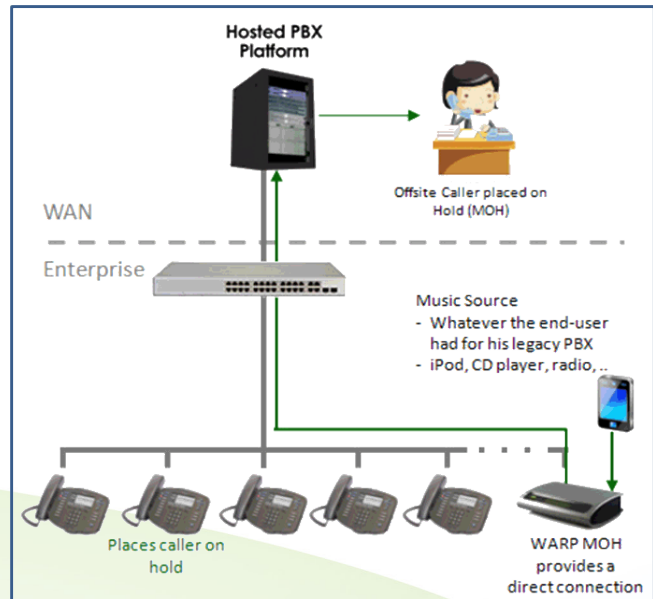 Hosted PBX
Platform
Offsite Caller placed on
Hold (MOH)
WAN
Enterprise
Music Source
- Whatever the end-user
had for his legacy PBX
- iPod, CD player, radio, ..
Places caller on
hold
WARP MOH
provides a
direct connection